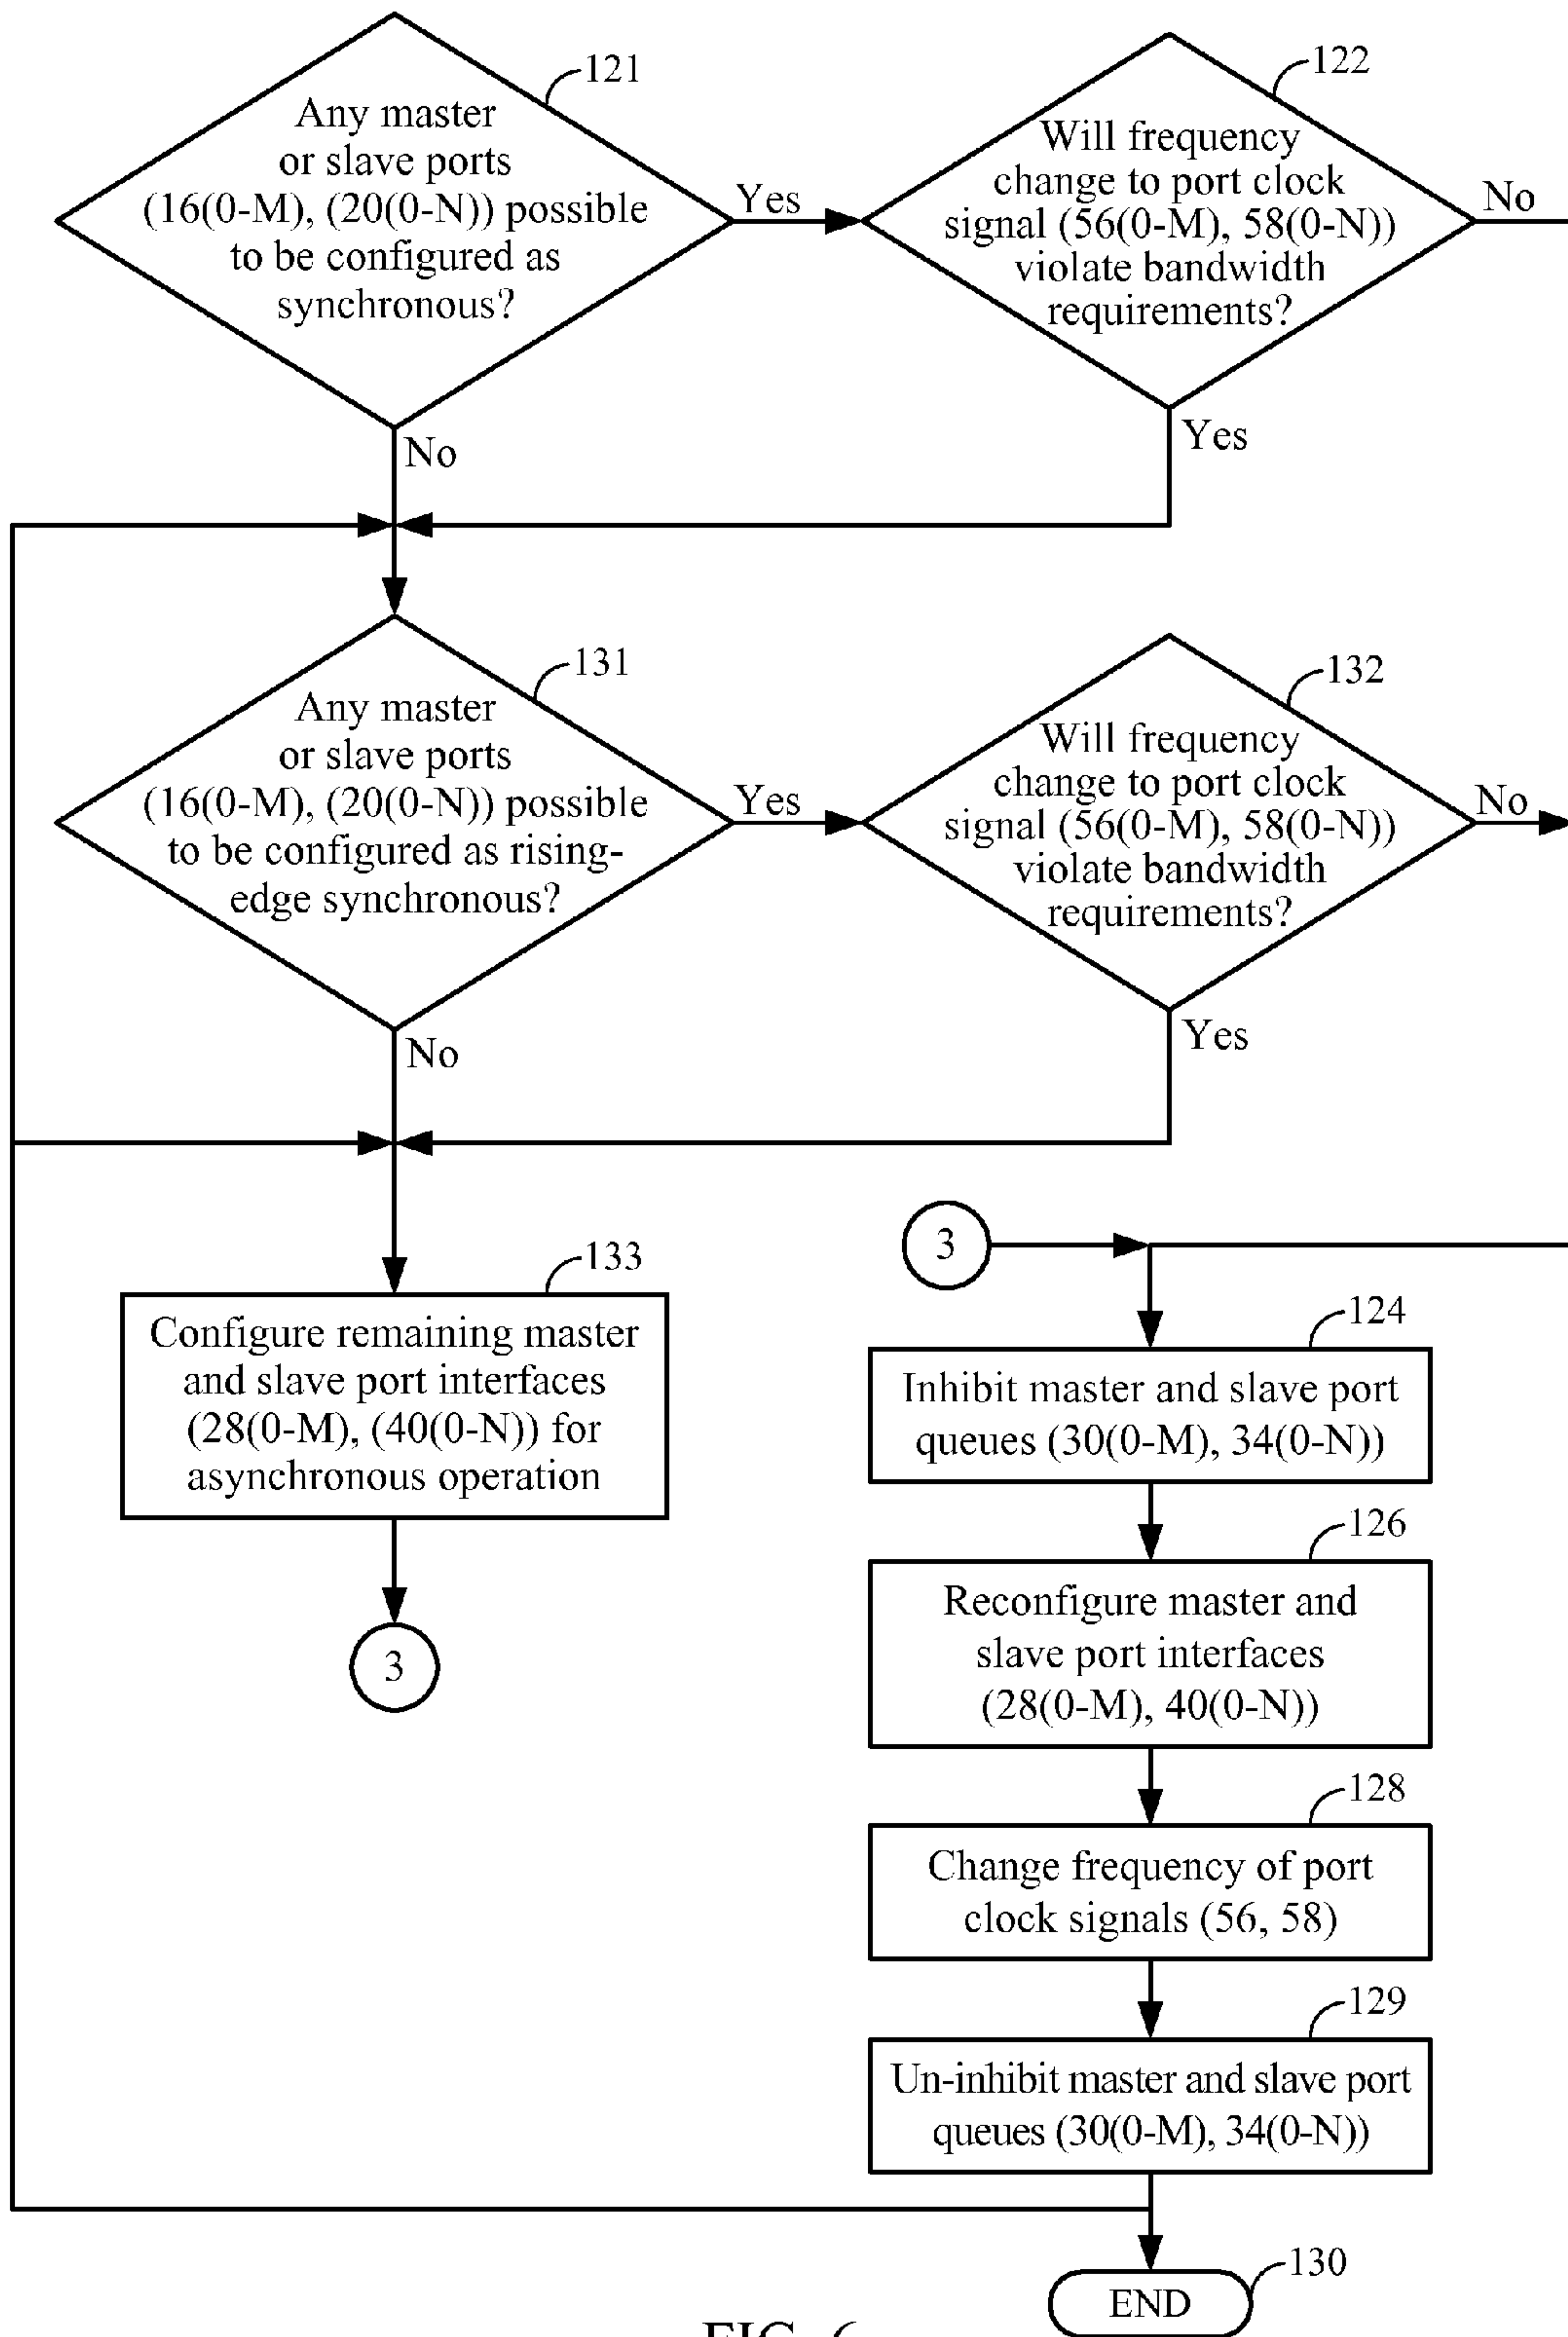 121
Any master
or slave ports
(16(0-M), (20(0-N)) possible
to be configured as
synchronous?
Yes
No
122
Will frequency
change to port clock
signal (56(0-M), 58(0-N))
violate bandwidth
requirements?
No
Yes
131
Any master
or slave ports
(16(0-M), (20(0-N)) possible
to be configured as rising-
edge synchronous?
Yes
No
132
Will frequency
change to port clock
signal (56(0-M), 58(0-N))
violate bandwidth
requirements?
No
Yes
133
Configure remaining master
and slave port interfaces
(28(0-M), (40(0-N)) for
asynchronous operation
3
3
124
Inhibit master and slave port
queues (30(0-M), 34(0-N))
126
Reconfigure master and
slave port interfaces
(28(0-M), 40(0-N))
128
Change frequency of port
clock signals (56, 58)
129
Un-inhibit master and slave port
queues (30(0-M), 34(0-N))
130
END
FIG. 6